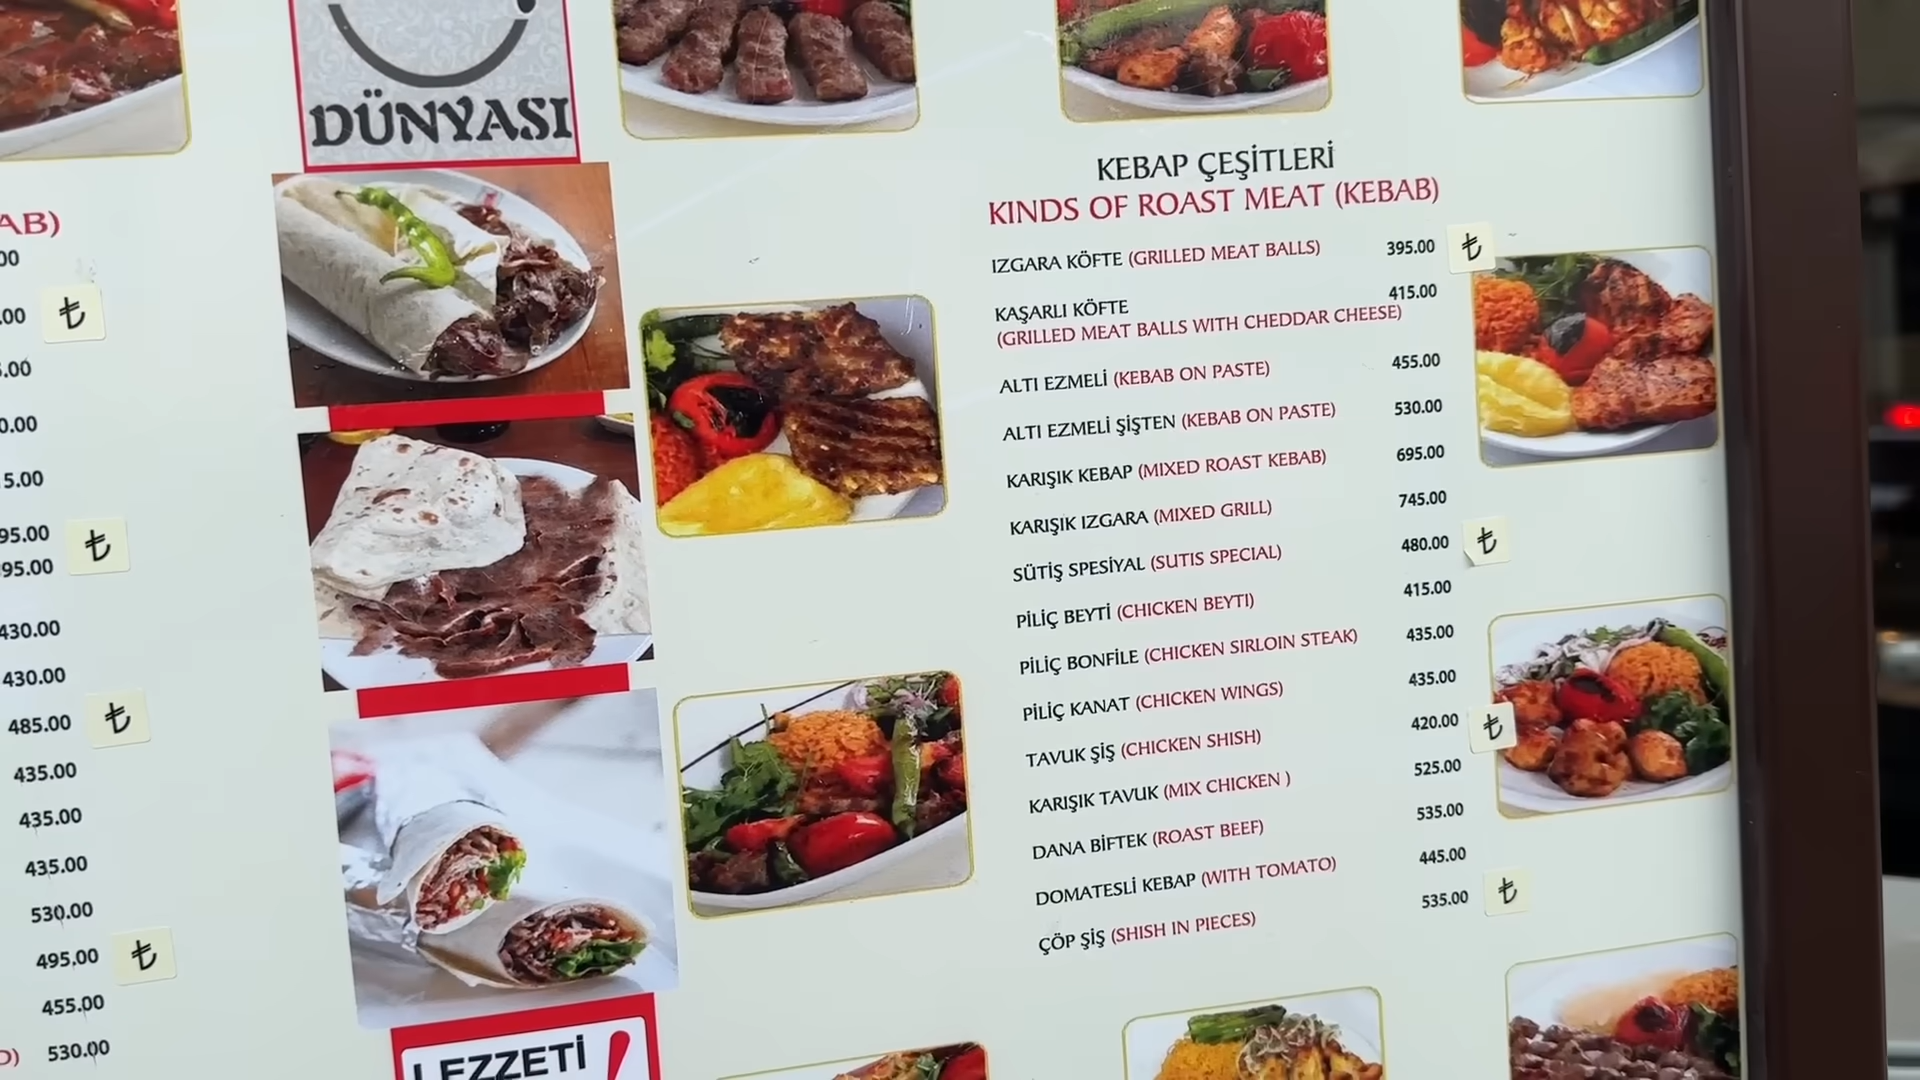 DÜNYASI
AB)
00
.00 ₺
5.00
0.00
15.00
95.00 ₺
395.00
430.00
430.00
485.00 ₺
435.00
435.00
435.00
530.00
495.00 ₺
455.00
D) 530.00
LEZZETİ !
KEBAP ÇEŞİTLERİ
KINDS OF ROAST MEAT (KEBAB)
IZGARA KÖFTE (GRILLED MEAT BALLS) 395.00 ₺
KAŞARLI KÖFTE 415.00
(GRILLED MEAT BALLS WITH CHEDDAR CHEESE)
ALTI EZMELİ (KEBAB ON PASTE) 455.00
ALTI EZMELİ ŞİŞTEN (KEBAB ON PASTE) 530.00
KARIŞIK KEBAP (MIXED ROAST KEBAB) 695.00
KARIŞIK IZGARA (MIXED GRILL) 745.00
SÜTİŞ SPESİYAL (SUTIS SPECIAL) 480.00 ₺
PİLİÇ BEYTİ (CHICKEN BEYTI) 415.00
PİLİÇ BONFİLE (CHICKEN SIRLOIN STEAK) 435.00
PİLİÇ KANAT (CHICKEN WINGS) 435.00
TAVUK ŞİŞ (CHICKEN SHISH) 420.00 ₺
KARIŞIK TAVUK (MIX CHICKEN ) 525.00
DANA BİFTEK (ROAST BEEF) 535.00
DOMATESLİ KEBAP (WITH TOMATO) 445.00
ÇÖP ŞİŞ (SHISH IN PIECES) 535.00 ₺